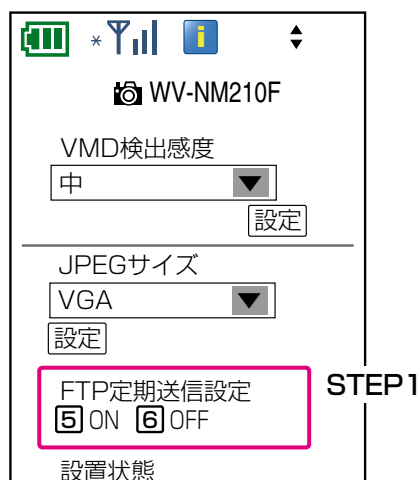 WV-NM210F
VMD検出感度
中
設定
JPEGサイズ
VGA
設定
FTP定期送信設定
5 ON 6 OFF
STEP1
設置状態